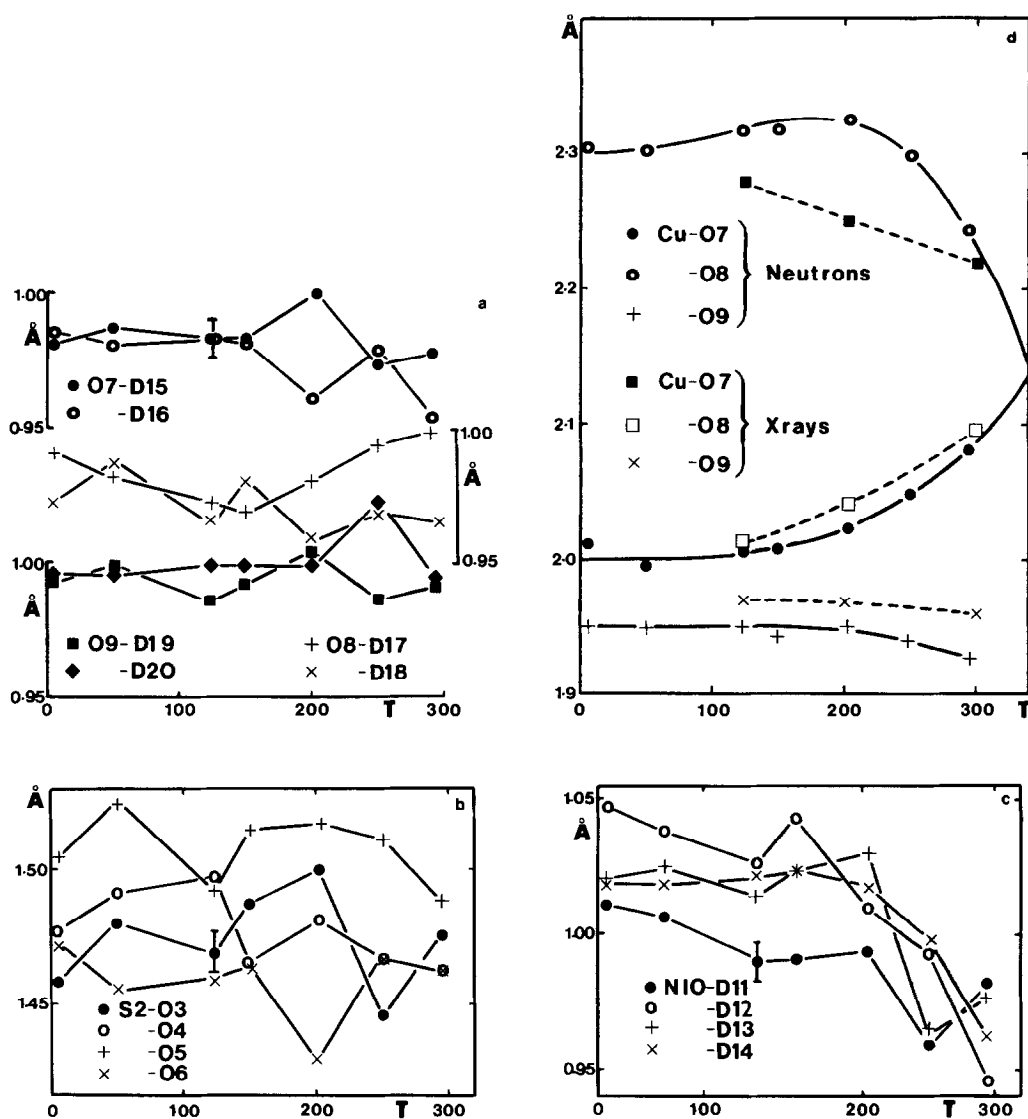 a
1·00
Å
0·95
O7-D15
-D16
1·00
Å
0·95
1·00
Å
0·95
O9-D19
-D20
O8-D17
-D18
0
100
200
T
300
d
Å
2·3
2·2
2·1
2·0
1·9
Cu-O7
-O8
-O9
Neutrons
Cu-O7
-O8
-O9
Xrays
0
100
200
300
T
b
Å
1·50
1·45
S2-O3
-O4
-O5
-O6
0
100
200
T
300
c
1·05
Å
1·00
0·95
N10-D11
-D12
-D13
-D14
0
100
200
T
300